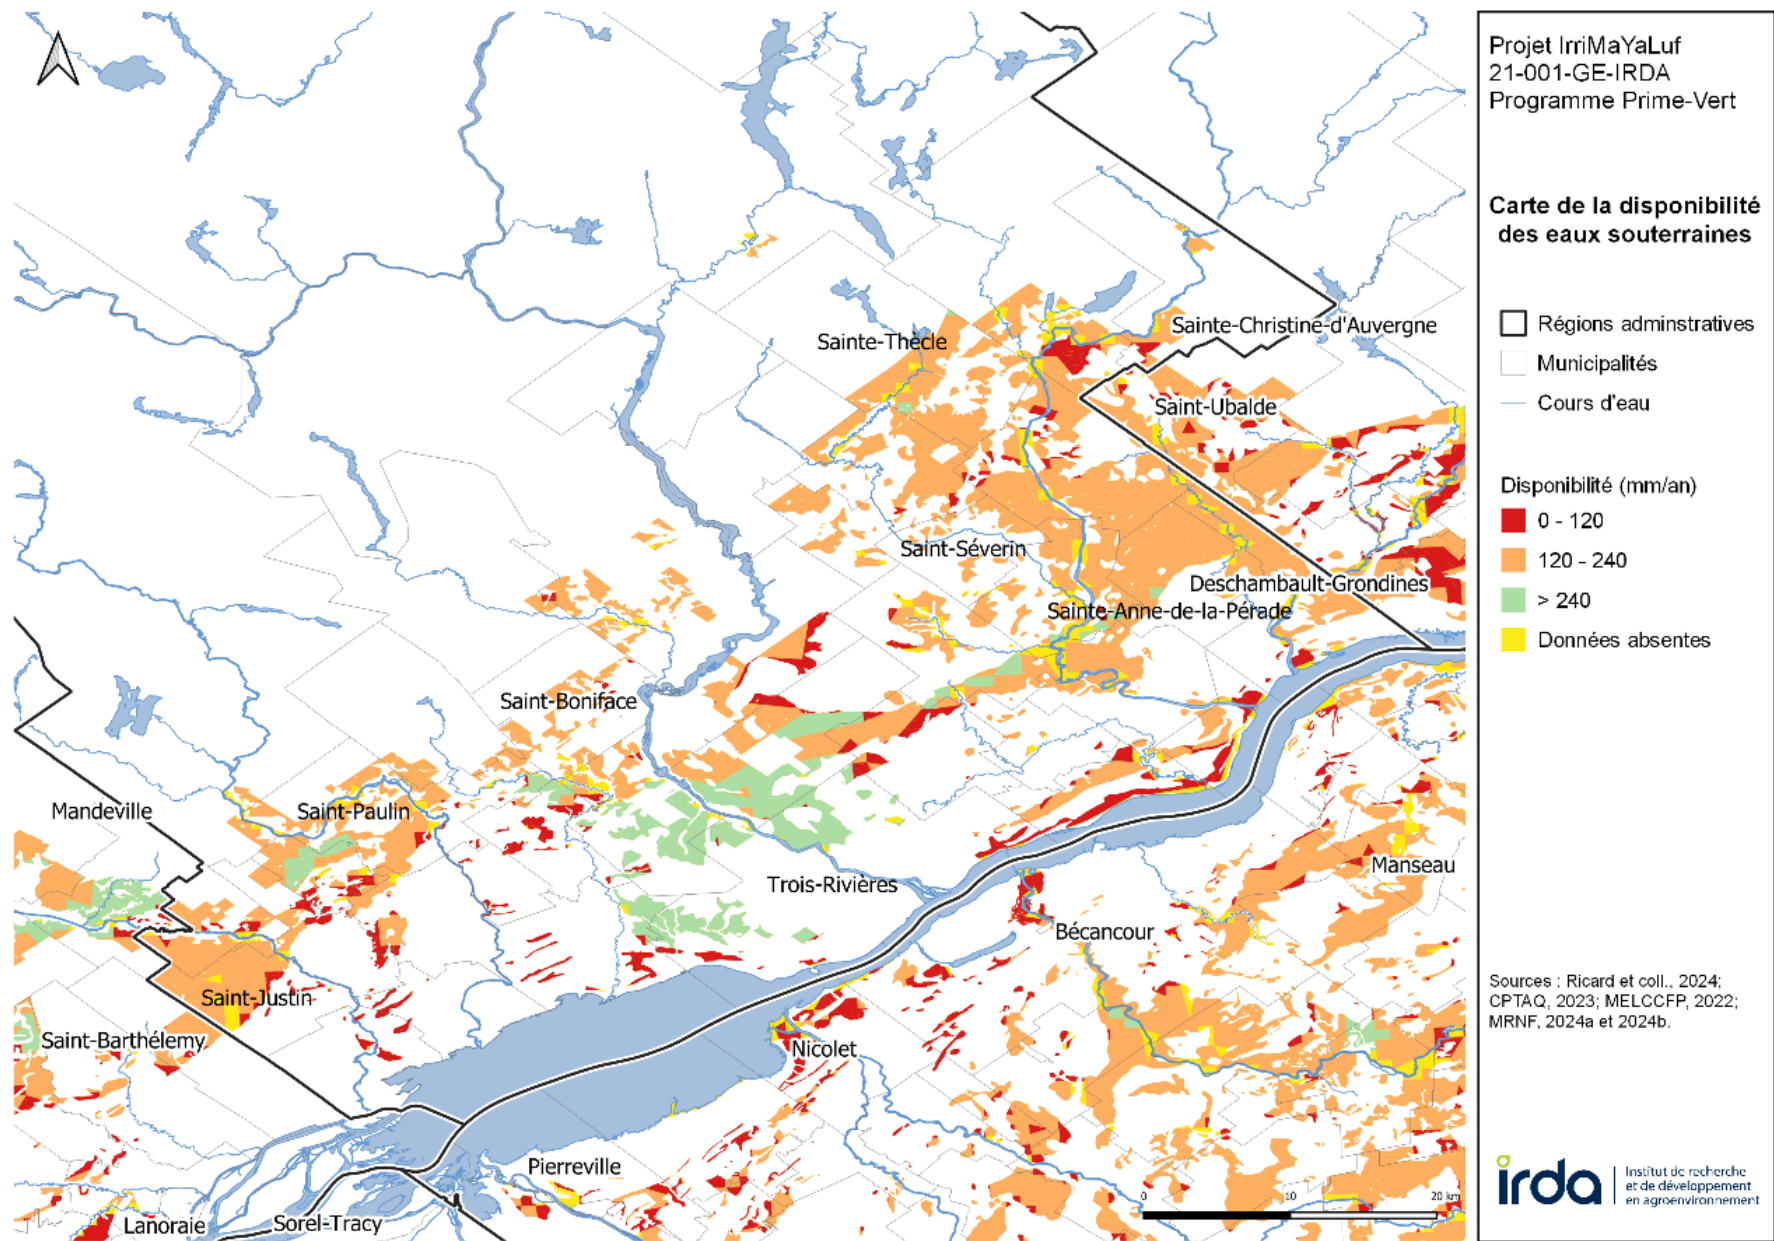 Projet IrriMaYaLuf
21-001-GE-IRDA
Programme Prime-Vert
Carte de la disponibilité
des eaux souterraines
Régions adminstratives
Municipalités
Cours d'eau
Disponibilité (mm/an)
0 - 120
120 - 240
> 240
Données absentes
Sources : Ricard et coll., 2024;
CPTAQ, 2023; MELCCFP, 2022;
MRNF, 2024a et 2024b.
irda
Institut de recherche
et de développement
en agroenvironnement
Sainte-Christine-d'Auvergne
Sainte-Thècle
Saint-Ubalde
Saint-Séverin
Deschambault-Grondines
Sainte-Anne-de-la-Pérade
Saint-Boniface
Mandeville
Saint-Paulin
Manseau
Trois-Rivières
Bécancour
Saint-Justin
Saint-Barthélemy
Nicolet
Pierreville
Lanoraie
Sorel-Tracy
0 10 20 km